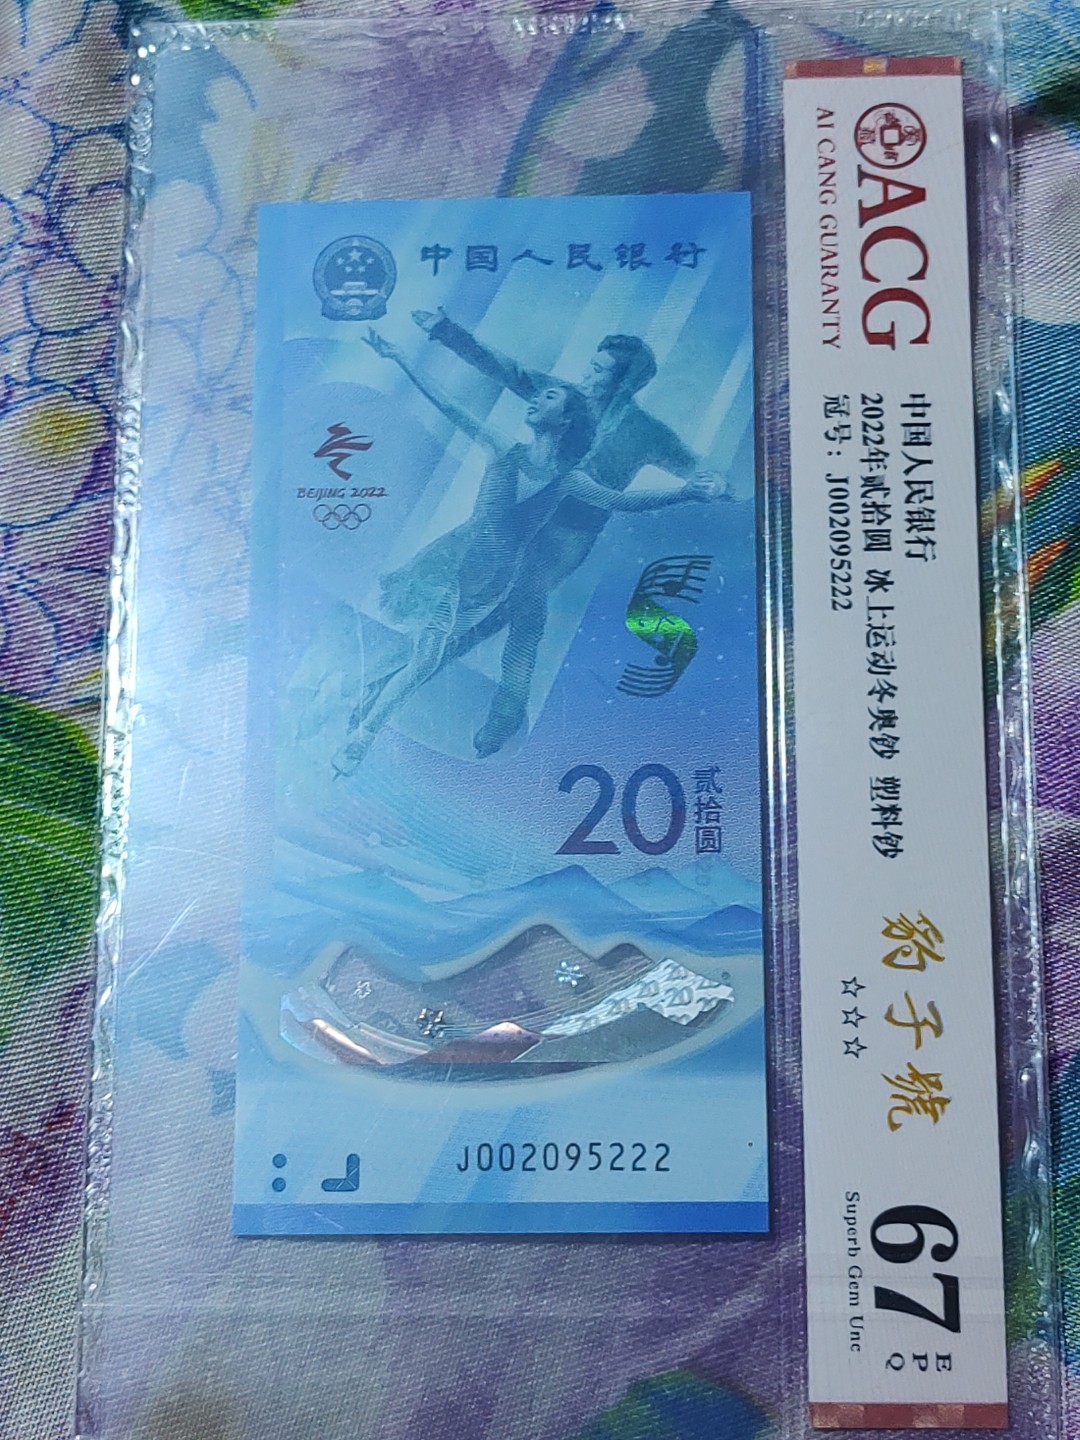 中国人民银行
BEIJING 2022
20
贰拾圆
J002095222
ACG
AI CANG GUARANTY
中国人民银行
2022年贰拾圆 冰上运动冬奥钞 塑料钞
冠号：J002095222
豹子號
☆☆☆
67
EPQ
Superb Gem Unc